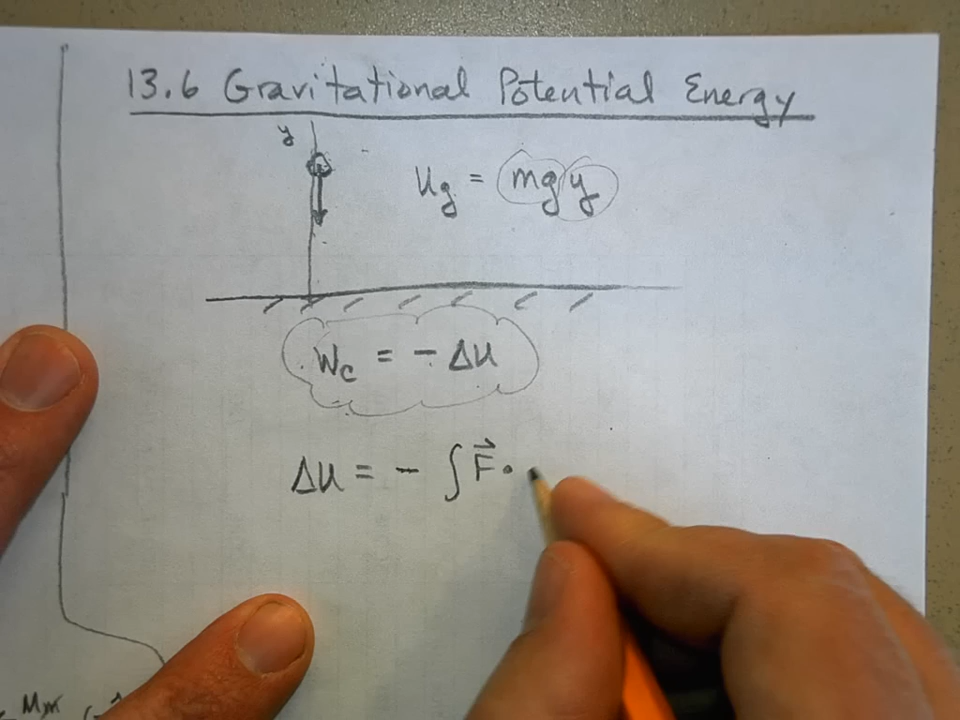 13.6 Gravitational Potential Energy
y
Ug = mgy
Wc = - ΔU
ΔU = - ∫ F⃗ ·